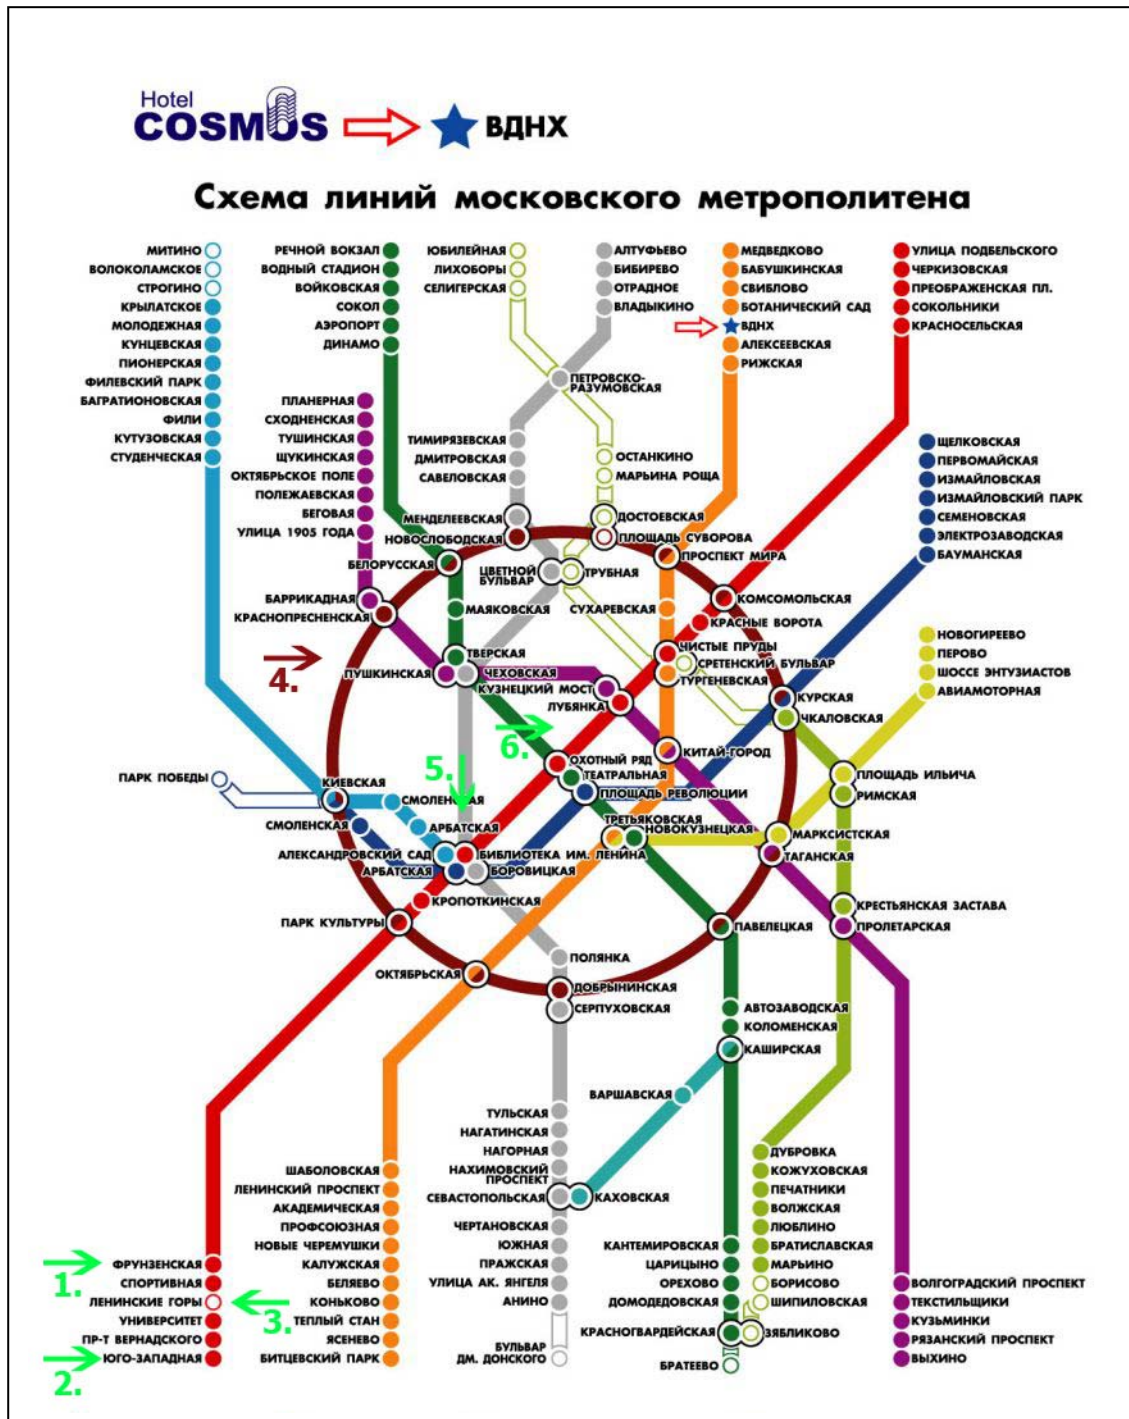 Hotel
COSMOS
ВДНХ
Схема линий московского метрополитена
МИТИНО
ВОЛОКОЛАМСКОЕ
СТРОГИНО
КРЫЛАТСКОЕ
МОЛОДЕЖНАЯ
КУНЦЕВСКАЯ
ПИОНЕРСКАЯ
ФИЛЕВСКИЙ ПАРК
БАГРАТИОНОВСКАЯ
ФИЛИ
КУТУЗОВСКАЯ
СТУДЕНЧЕСКАЯ
РЕЧНОЙ ВОКЗАЛ
ВОДНЫЙ СТАДИОН
ВОЙКОВСКАЯ
СОКОЛ
АЭРОПОРТ
ДИНАМО
ПЛАНЕРНАЯ
СХОДНЕНСКАЯ
ТУШИНСКАЯ
ЩУКИНСКАЯ
ОКТЯБРЬСКОЕ ПОЛЕ
ПОЛЕЖАЕВСКАЯ
БЕГОВАЯ
УЛИЦА 1905 ГОДА
ЮБИЛЕЙНАЯ
ЛИХОБОРЫ
СЕЛИГЕРСКАЯ
АЛТУФЬЕВО
БИБИРЕВО
ОТРАДНОЕ
ВЛАДЫКИНО
ПЕТРОВСКО-
РАЗУМОВСКАЯ
ТИМИРЯЗЕВСКАЯ
ДМИТРОВСКАЯ
САВЕЛОВСКАЯ
ОСТАНКИНО
МАРЬИНА РОЩА
МЕДВЕДКОВО
БАБУШКИНСКАЯ
СВИБЛОВО
БОТАНИЧЕСКИЙ САД
ВДНХ
АЛЕКСЕЕВСКАЯ
РИЖСКАЯ
УЛИЦА ПОДБЕЛЬСКОГО
ЧЕРКИЗОВСКАЯ
ПРЕОБРАЖЕНСКАЯ ПЛ.
СОКОЛЬНИКИ
КРАСНОСЕЛЬСКАЯ
ЩЕЛКОВСКАЯ
ПЕРВОМАЙСКАЯ
ИЗМАЙЛОВСКАЯ
ИЗМАЙЛОВСКИЙ ПАРК
СЕМЕНОВСКАЯ
ЭЛЕКТРОЗАВОДСКАЯ
БАУМАНСКАЯ
НОВОГИРЕЕВО
ПЕРОВО
ШОССЕ ЭНТУЗИАСТОВ
АВИАМОТОРНАЯ
МЕНДЕЛЕЕВСКАЯ
НОВОСЛОБОДСКАЯ
ДОСТОЕВСКАЯ
ПЛОЩАДЬ СУВОРОВА
БЕЛОРУССКАЯ
ЦВЕТНОЙ
БУЛЬВАР
ТРУБНАЯ
ПРОСПЕКТ МИРА
БАРРИКАДНАЯ
КРАСНОПРЕСНЕНСКАЯ
МАЯКОВСКАЯ
СУХАРЕВСКАЯ
КОМСОМОЛЬСКАЯ
КРАСНЫЕ ВОРОТА
4.
ТВЕРСКАЯ
ПУШКИНСКАЯ
ЧЕХОВСКАЯ
КУЗНЕЦКИЙ МОСТ
ЛУБЯНКА
ЧИСТЫЕ ПРУДЫ
СРЕТЕНСКИЙ БУЛЬВАР
ТУРГЕНЕВСКАЯ
КУРСКАЯ
ЧКАЛОВСКАЯ
6.
5.
КИТАЙ-ГОРОД
ОХОТНЫЙ РЯД
ТЕАТРАЛЬНАЯ
ПЛОЩАДЬ РЕВОЛЮЦИИ
ПЛОЩАДЬ ИЛЬИЧА
РИМСКАЯ
ПАРК ПОБЕДЫ
КИЕВСКАЯ
СМОЛЕНСКАЯ
СМОЛЕНСКАЯ
АРБАТСКАЯ
ТРЕТЬЯКОВСКАЯ
НОВОКУЗНЕЦКАЯ
МАРКСИСТСКАЯ
ТАГАНСКАЯ
АЛЕКСАНДРОВСКИЙ САД
БИБЛИОТЕКА ИМ. ЛЕНИНА
АРБАТСКАЯ
БОРОВИЦКАЯ
КРОПОТКИНСКАЯ
ПАРК КУЛЬТУРЫ
КРЕСТЬЯНСКАЯ ЗАСТАВА
ПРОЛЕТАРСКАЯ
ПАВЕЛЕЦКАЯ
ПОЛЯНКА
ОКТЯБРЬСКАЯ
ДОБРЫНИНСКАЯ
СЕРПУХОВСКАЯ
АВТОЗАВОДСКАЯ
КОЛОМЕНСКАЯ
КАШИРСКАЯ
ВАРШАВСКАЯ
ТУЛЬСКАЯ
НАГАТИНСКАЯ
НАГОРНАЯ
НАХИМОВСКИЙ
ПРОСПЕКТ
СЕВАСТОПОЛЬСКАЯ
КАХОВСКАЯ
ЧЕРТАНОВСКАЯ
ЮЖНАЯ
ПРАЖСКАЯ
УЛИЦА АК. ЯНГЕЛЯ
АНИНО
БУЛЬВАР
ДМ. ДОНСКОГО
ФРУНЗЕНСКАЯ
1.
СПОРТИВНАЯ
ЛЕНИНСКИЕ ГОРЫ
3.
УНИВЕРСИТЕТ
ПР-Т ВЕРНАДСКОГО
ЮГО-ЗАПАДНАЯ
2.
ШАБОЛОВСКАЯ
ЛЕНИНСКИЙ ПРОСПЕКТ
АКАДЕМИЧЕСКАЯ
ПРОФСОЮЗНАЯ
НОВЫЕ ЧЕРЕМУШКИ
КАЛУЖСКАЯ
БЕЛЯЕВО
КОНЬКОВО
ТЕПЛЫЙ СТАН
ЯСЕНЕВО
БИТЦЕВСКИЙ ПАРК
КАНТЕМИРОВСКАЯ
ЦАРИЦЫНО
ОРЕХОВО
ДОМОДЕДОВСКАЯ
КРАСНОГВАРДЕЙСКАЯ
БРАТЕЕВО
ДУБРОВКА
КОЖУХОВСКАЯ
ПЕЧАТНИКИ
ВОЛЖСКАЯ
ЛЮБЛИНО
БРАТИСЛАВСКАЯ
МАРЬИНО
БОРИСОВО
ШИПИЛОВСКАЯ
ЗЯБЛИКОВО
ВОЛГОГРАДСКИЙ ПРОСПЕКТ
ТЕКСТИЛЬЩИКИ
КУЗЬМИНКИ
РЯЗАНСКИЙ ПРОСПЕКТ
ВЫХИНО